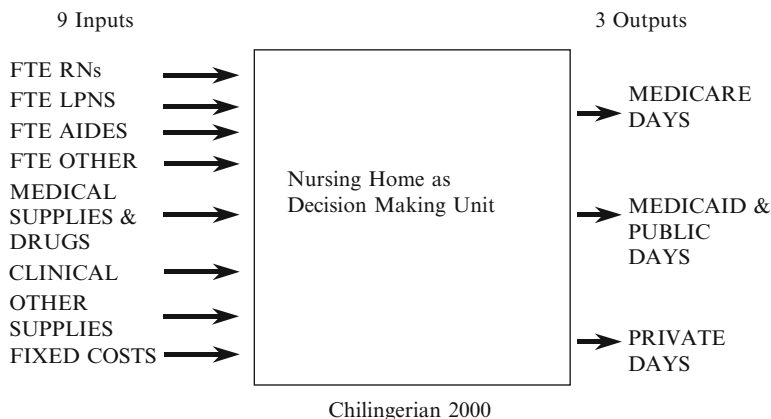 9 Inputs
3 Outputs
FTE RNs
FTE LPNS
FTE AIDES
FTE OTHER
MEDICAL
SUPPLIES &
DRUGS
CLINICAL
OTHER
SUPPLIES
FIXED COSTS
Nursing Home as
Decision Making Unit
MEDICARE
DAYS
MEDICAID &
PUBLIC
DAYS
PRIVATE
DAYS
Chilingerian 2000